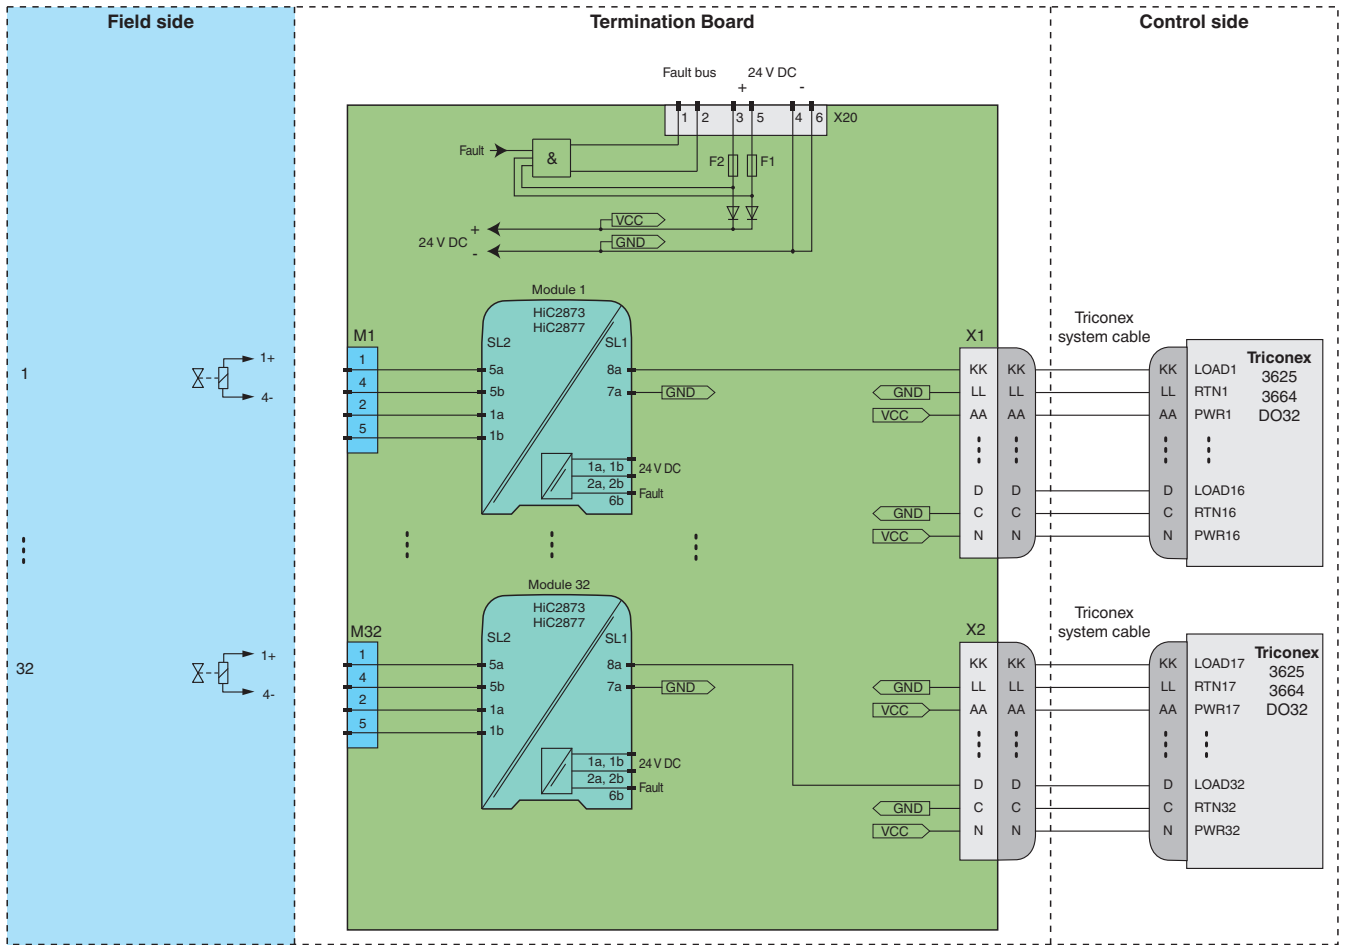 Field side
Termination Board
Control side
Fault bus
24 V DC
+
-
1
2
3
5
4
6
X20
Fault
&
F2
F1
VCC
+
24 V DC
-
GND
Module 1
HiC2873
HiC2877
SL2
SL1
M1
1
4
2
5
5a
5b
1a
1b
8a
7a
GND
1a, 1b
2a, 2b
6b
24 V DC
Fault
1
1+
4-
X1
GND
VCC
GND
VCC
KK
LL
AA
D
C
N
KK
LL
AA
D
C
N
Triconex
system cable
KK
LL
AA
D
C
N
LOAD1
RTN1
PWR1
LOAD16
RTN16
PWR16
Triconex
3625
3664
DO32
Module 32
HiC2873
HiC2877
SL2
SL1
M32
1
4
2
5
5a
5b
1a
1b
8a
7a
GND
1a, 1b
2a, 2b
6b
24 V DC
Fault
32
1+
4-
X2
GND
VCC
GND
VCC
KK
LL
AA
D
C
N
KK
LL
AA
D
C
N
Triconex
system cable
KK
LL
AA
D
C
N
LOAD17
RTN17
PWR17
LOAD32
RTN32
PWR32
Triconex
3625
3664
DO32